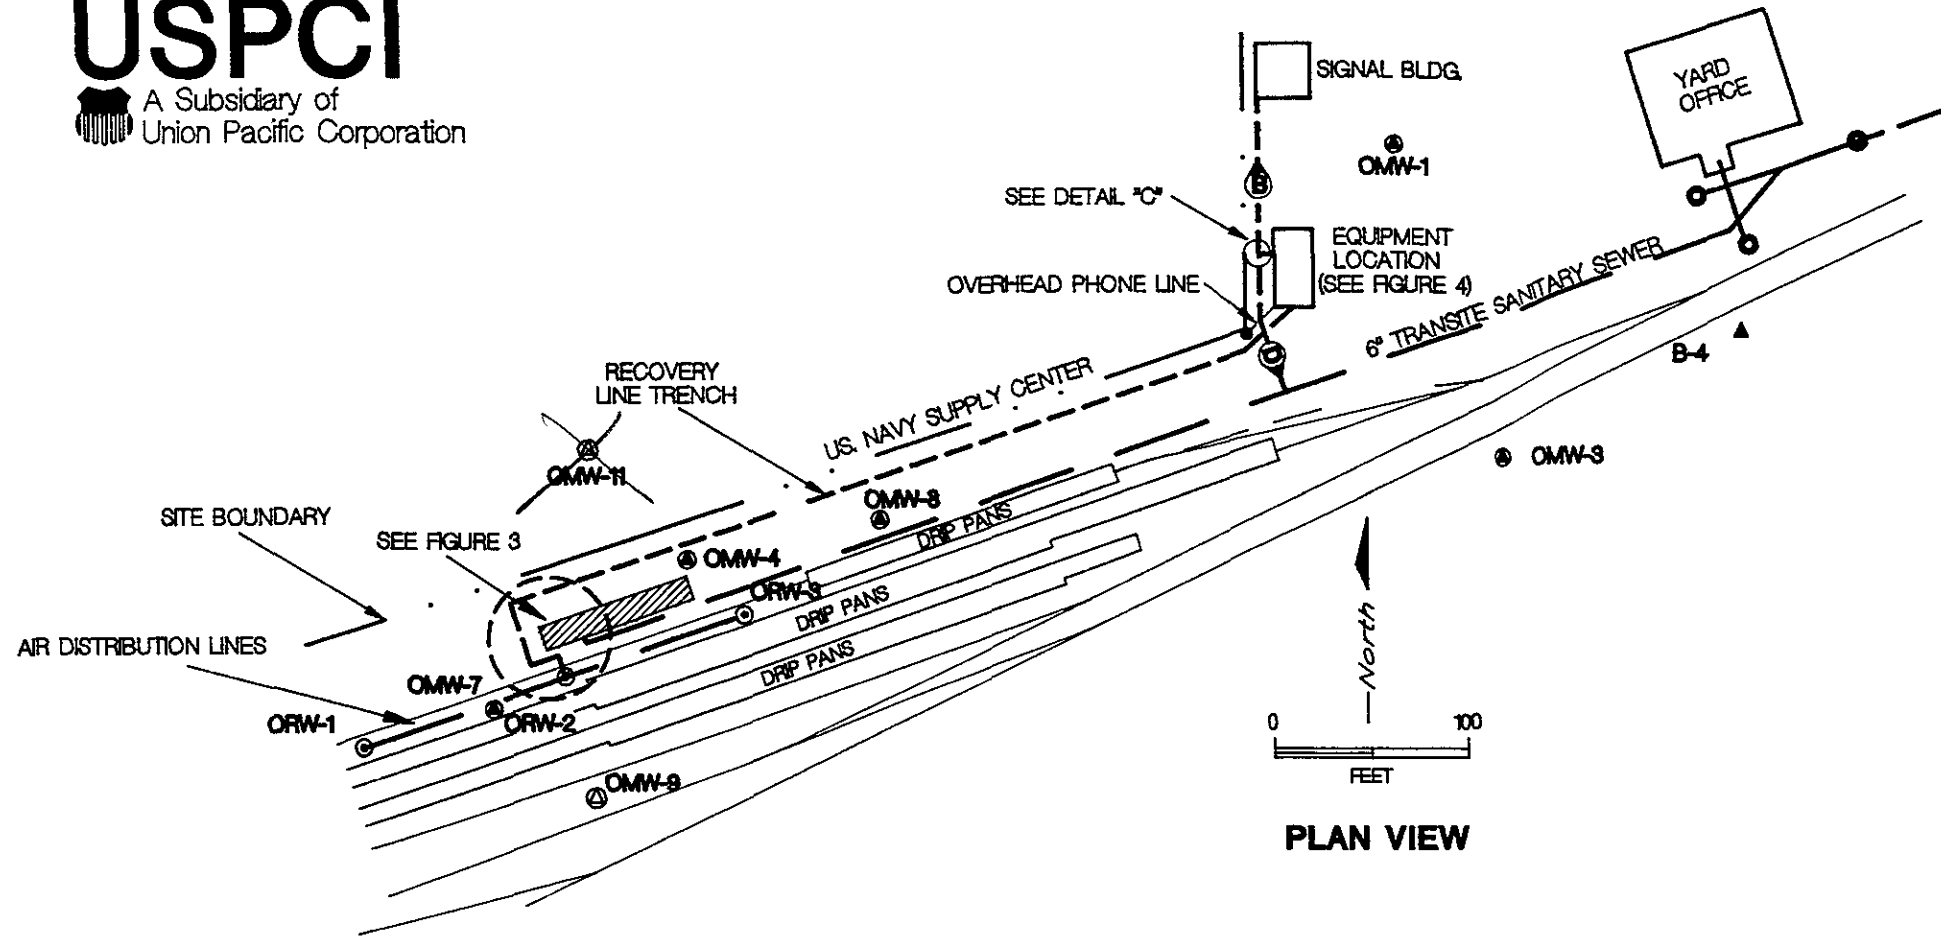 USPCI
A Subsidiary of
Union Pacific Corporation
SIGNAL BLDG.
YARD
OFFICE
OMW-1
B
SEE DETAIL "C"
EQUIPMENT
LOCATION
(SEE FIGURE 4)
OVERHEAD PHONE LINE
6" TRANSITE SANITARY SEWER
B-4
D
RECOVERY
LINE TRENCH
U.S. NAVY SUPPLY CENTER
OMW-11
OMW-3
OMW-8
SITE BOUNDARY
SEE FIGURE 3
DRIP PANS
OMW-4
ORW-3
DRIP PANS
AIR DISTRIBUTION LINES
DRIP PANS
OMW-7
ORW-1
ORW-2
North
OMW-9
0 100
FEET
PLAN VIEW